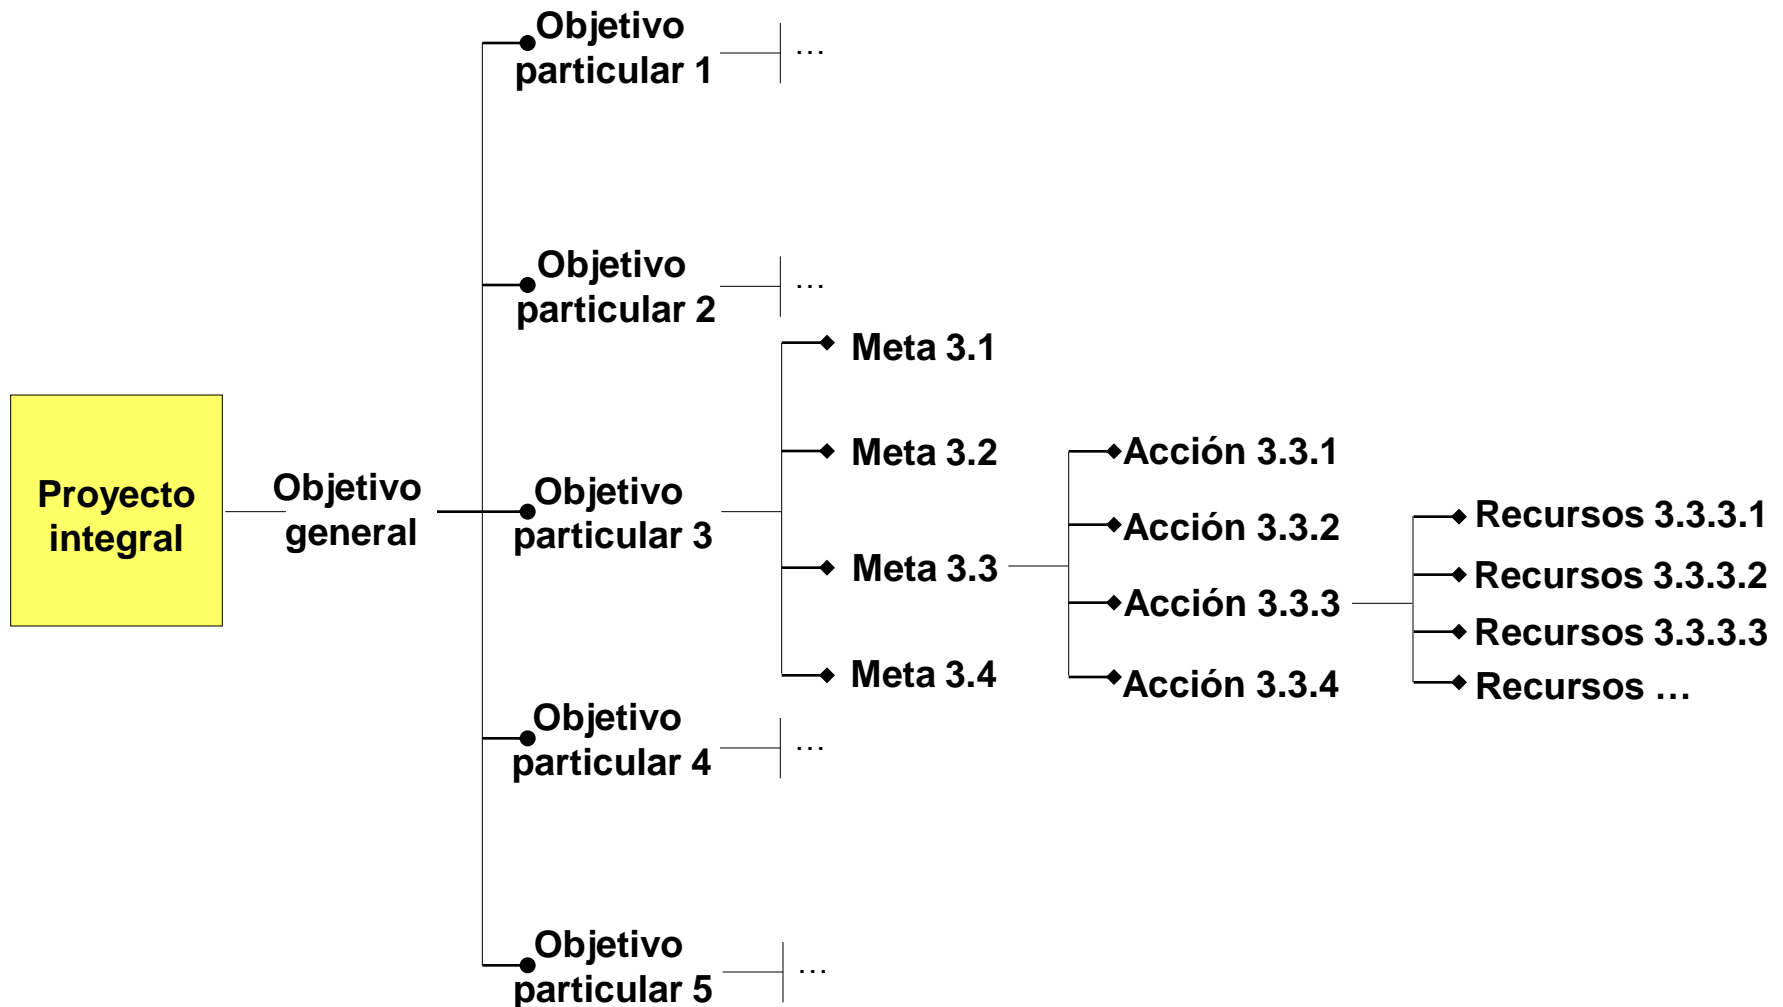 Proyecto
integral
Objetivo
general
Objetivo
particular 1
…
Objetivo
particular 2
…
Objetivo
particular 3
Meta 3.1
Meta 3.2
Meta 3.3
Meta 3.4
Acción 3.3.1
Acción 3.3.2
Acción 3.3.3
Acción 3.3.4
Recursos 3.3.3.1
Recursos 3.3.3.2
Recursos 3.3.3.3
Recursos …
Objetivo
particular 4
…
Objetivo
particular 5
…